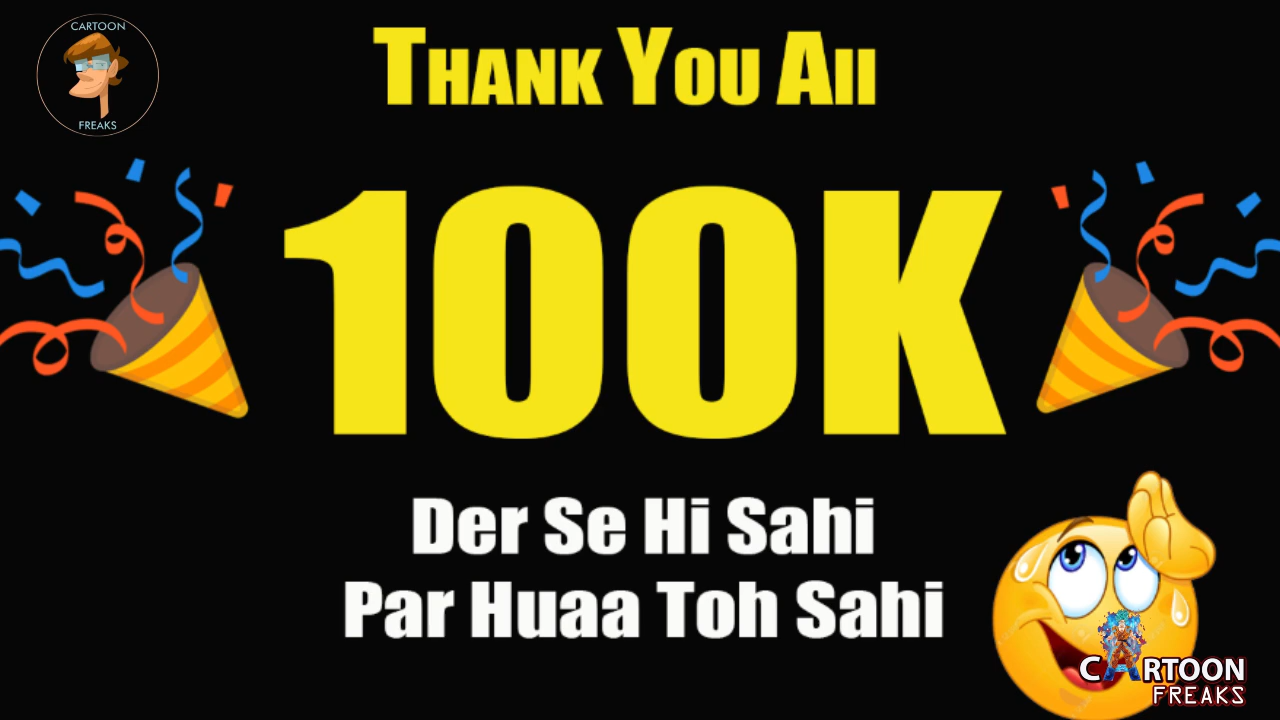 CARTOON
FREAKS
THANK YOU All
100K
Der Se Hi Sahi
Par Huaa Toh Sahi
CARTOON
FREAKS